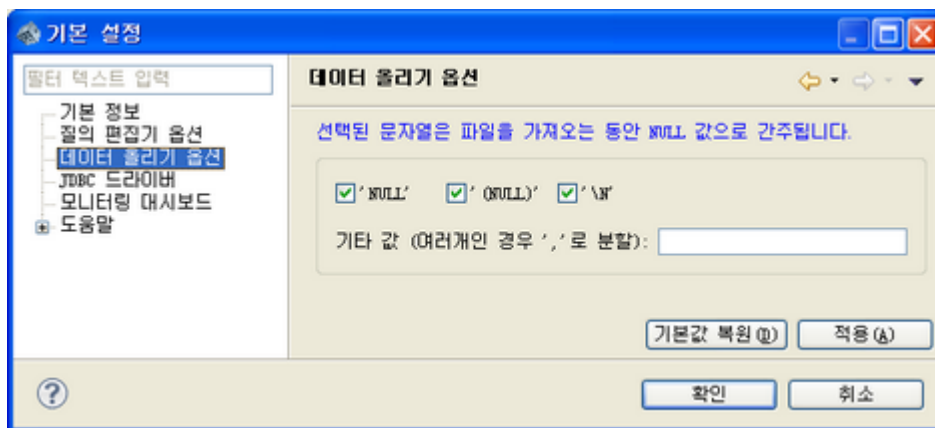 기본 설정
필터 텍스트 입력
기본 정보
질의 편집기 옵션
데이터 올리기 옵션
JDBC 드라이버
모니터링 대시보드
도움말
데이터 올리기 옵션
선택된 문자열은 파일을 가져오는 동안 NULL 값으로 간주됩니다.
'NULL' '(NULL)' '\N'
기타 값 (여러개인 경우 ','로 분할):
기본값 복원(D) 적용(A)
확인 취소